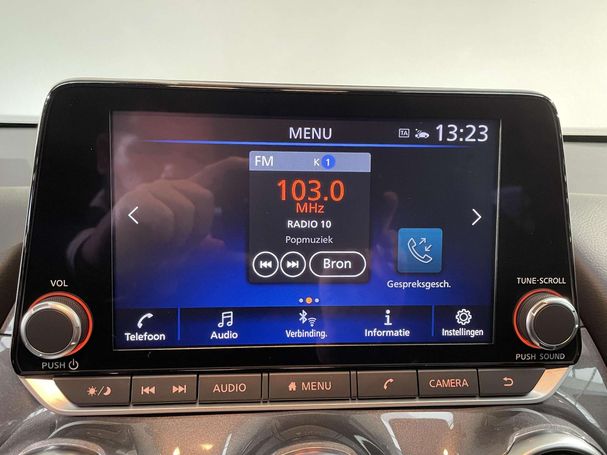 MENU
TA
13:23
FM
K 1
103.0
MHz
RADIO 10
Popmuziek
Bron
Gespreksgesch.
VOL
TUNE·SCROLL
Telefoon
Audio
Verbinding.
Informatie
Instellingen
PUSH
PUSH SOUND
AUDIO
MENU
CAMERA